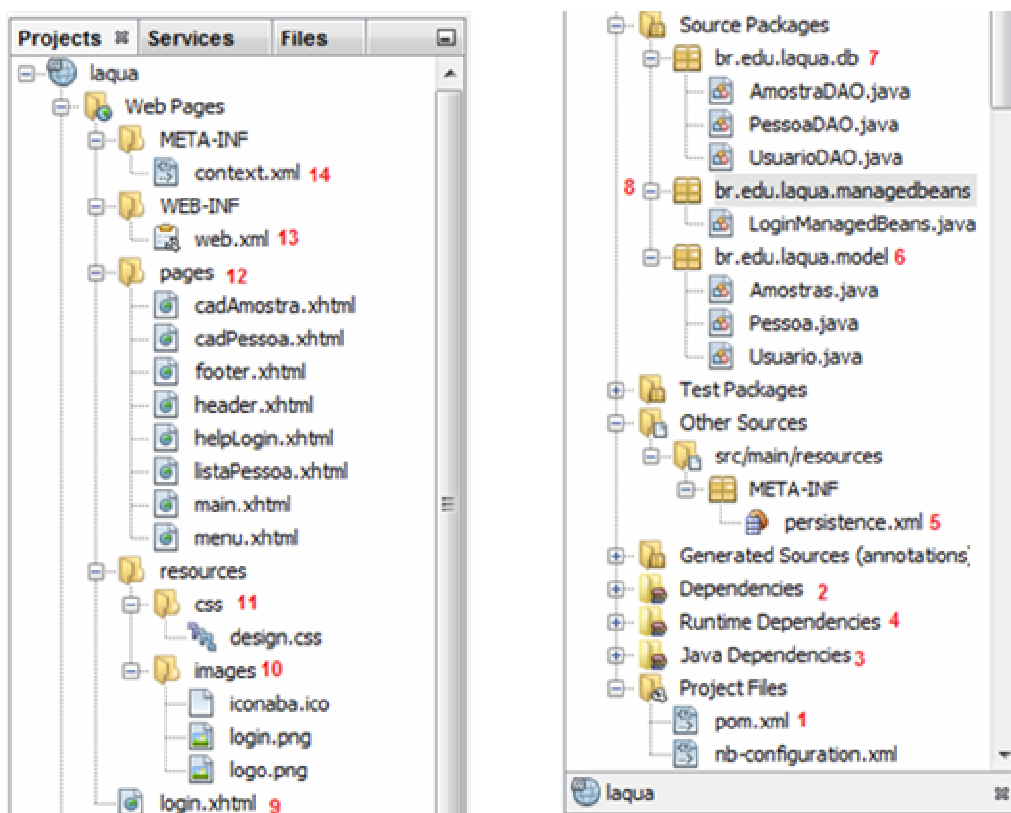 Projects Services Files
laqua
Web Pages
META-INF
context.xml 14
WEB-INF
web.xml 13
pages 12
cadAmostra.xhtml
cadPessoa.xhtml
footer.xhtml
header.xhtml
helpLogin.xhtml
listaPessoa.xhtml
main.xhtml
menu.xhtml
resources
css 11
design.css
images 10
iconaba.ico
login.png
logo.png
login.xhtml 9
Source Packages
br.edu.laqua.db 7
AmostraDAO.java
PessoaDAO.java
UsuarioDAO.java
8 br.edu.laqua.managedbeans
LoginManagedBeans.java
br.edu.laqua.model 6
Amostras.java
Pessoa.java
Usuario.java
Test Packages
Other Sources
src/main/resources
META-INF
persistence.xml 5
Generated Sources (annotations)
Dependencies 2
Runtime Dependencies 4
Java Dependencies 3
Project Files
pom.xml 1
nb-configuration.xml
laqua